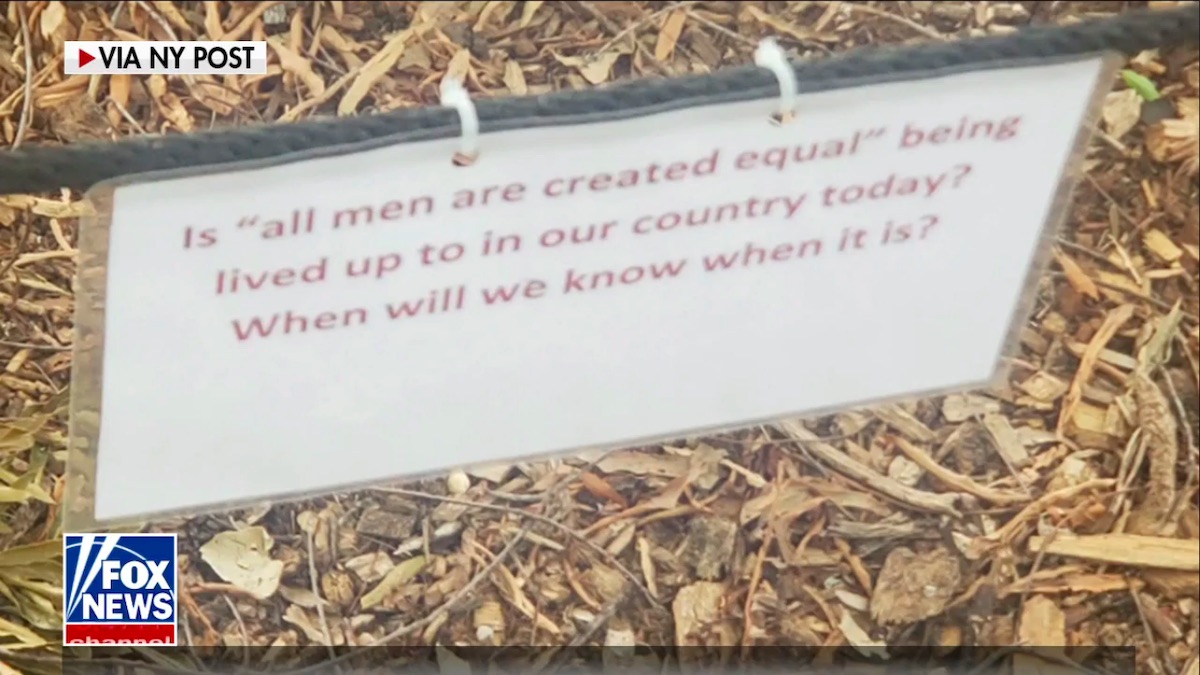 VIA NY POST
Is “all men are created equal” being
lived up to in our country today?
When will we know when it is?
FOX
NEWS
channel